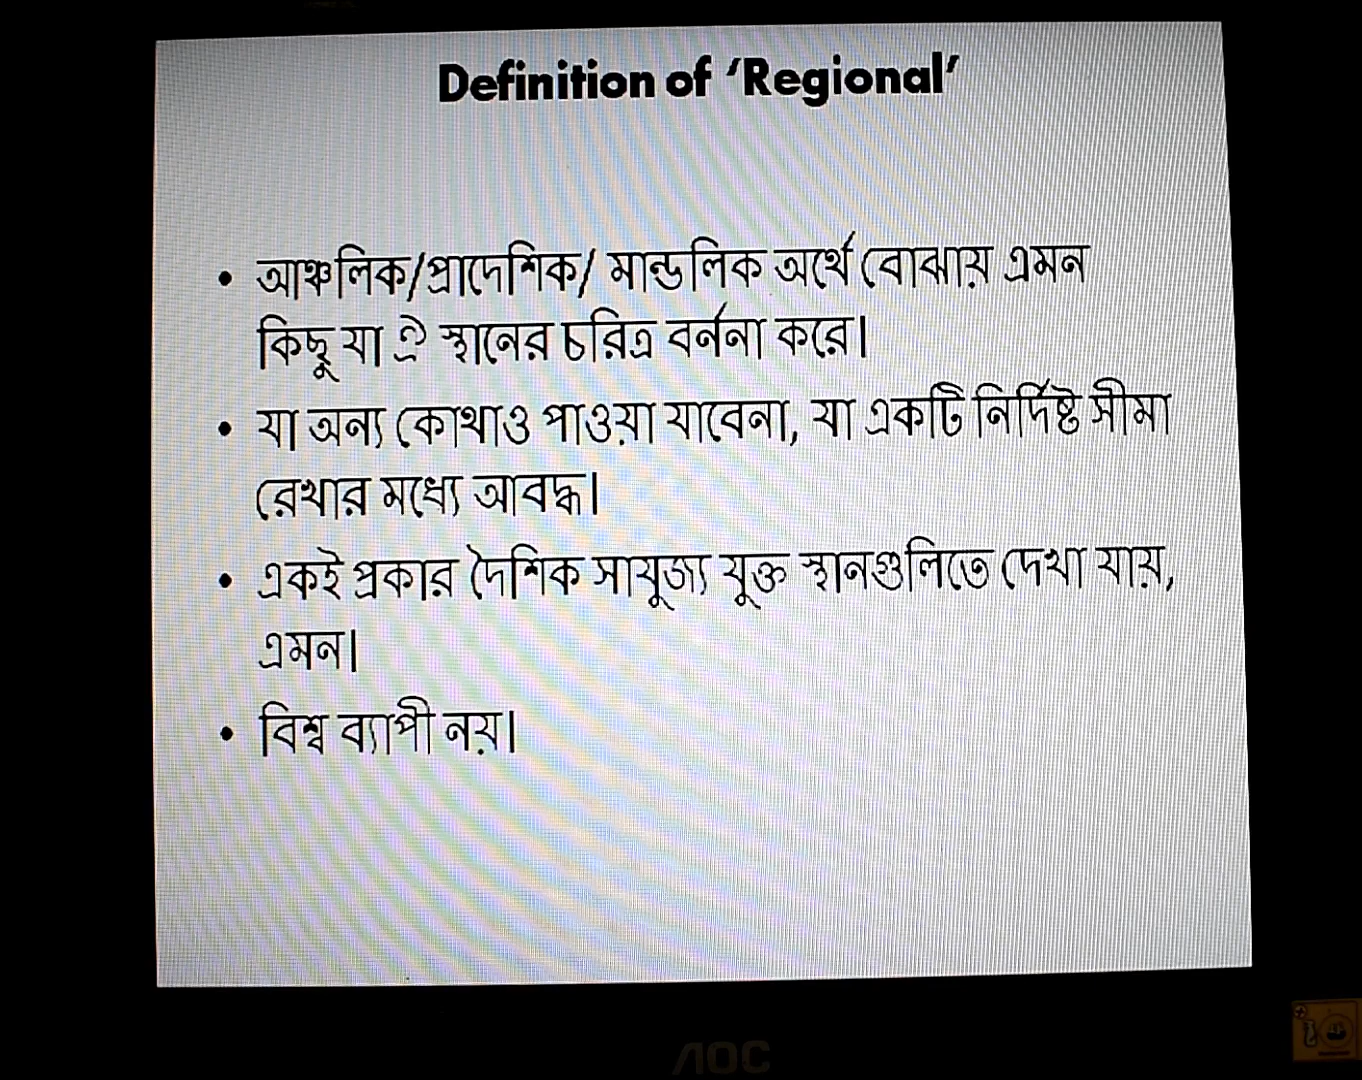 Definition of ‘Regional’
• আঞ্চলিক/প্রাদেশিক/ মান্ডলিক অর্থে বোঝায় এমন
কিছু যা ঐ স্থানের চরিত্র বর্ননা করে।
• যা অন্য কোথাও পাওয়া যাবেনা, যা একটি নির্দিষ্ট সীমা
রেখার মধ্যে আবদ্ধ।
• একই প্রকার দৈশিক সাযূজ্য যূক্ত স্থানগুলিতে দেখা যায়,
এমন।
• বিশ্ব ব্যাপী নয়।
AOC